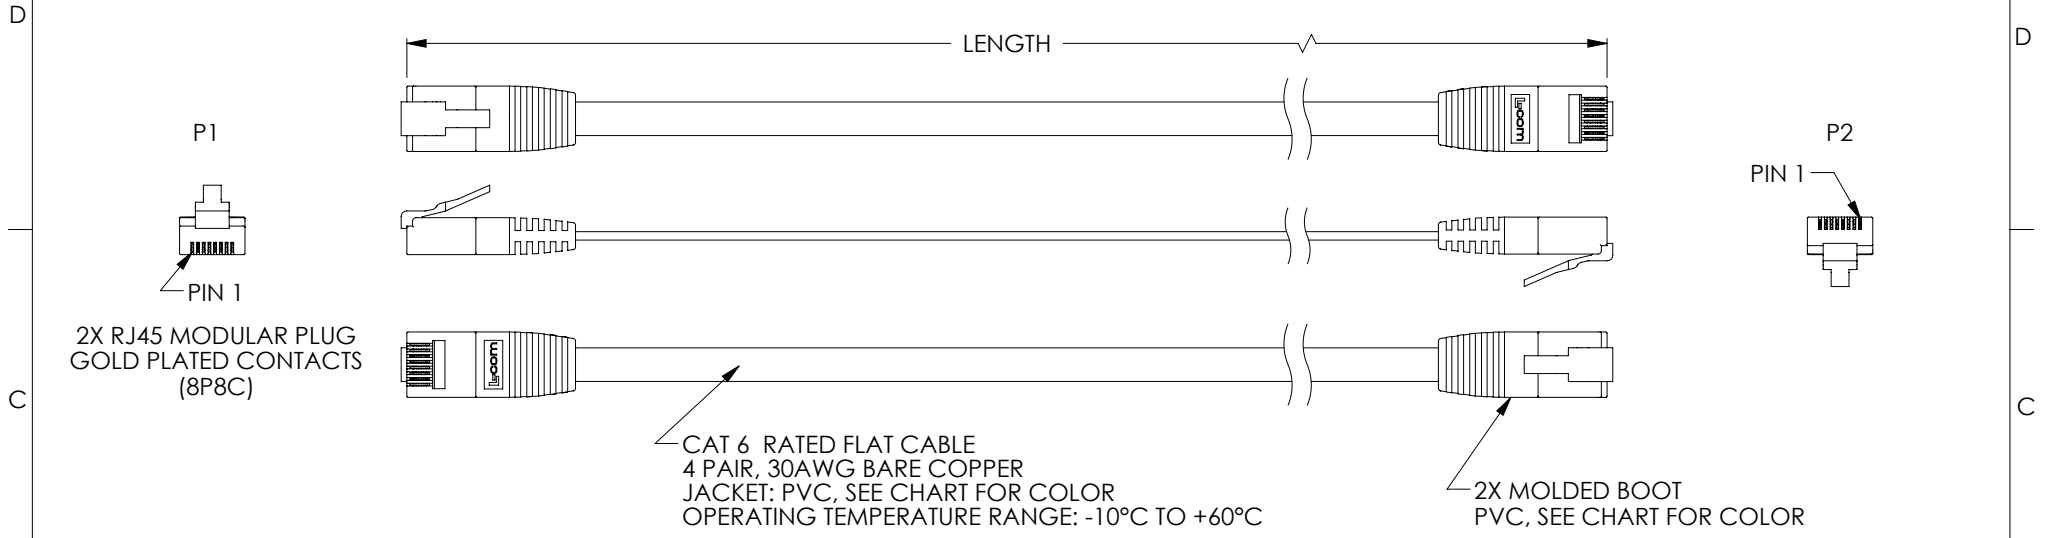 D
LENGTH
D
P1
L-com
P2
PIN 1
PIN 1
2X RJ45 MODULAR PLUG
GOLD PLATED CONTACTS
(8P8C)
L-com
C
C
CAT 6 RATED FLAT CABLE
4 PAIR, 30AWG BARE COPPER
JACKET: PVC, SEE CHART FOR COLOR
OPERATING TEMPERATURE RANGE: -10°C TO +60°C
2X MOLDED BOOT
PVC, SEE CHART FOR COLOR